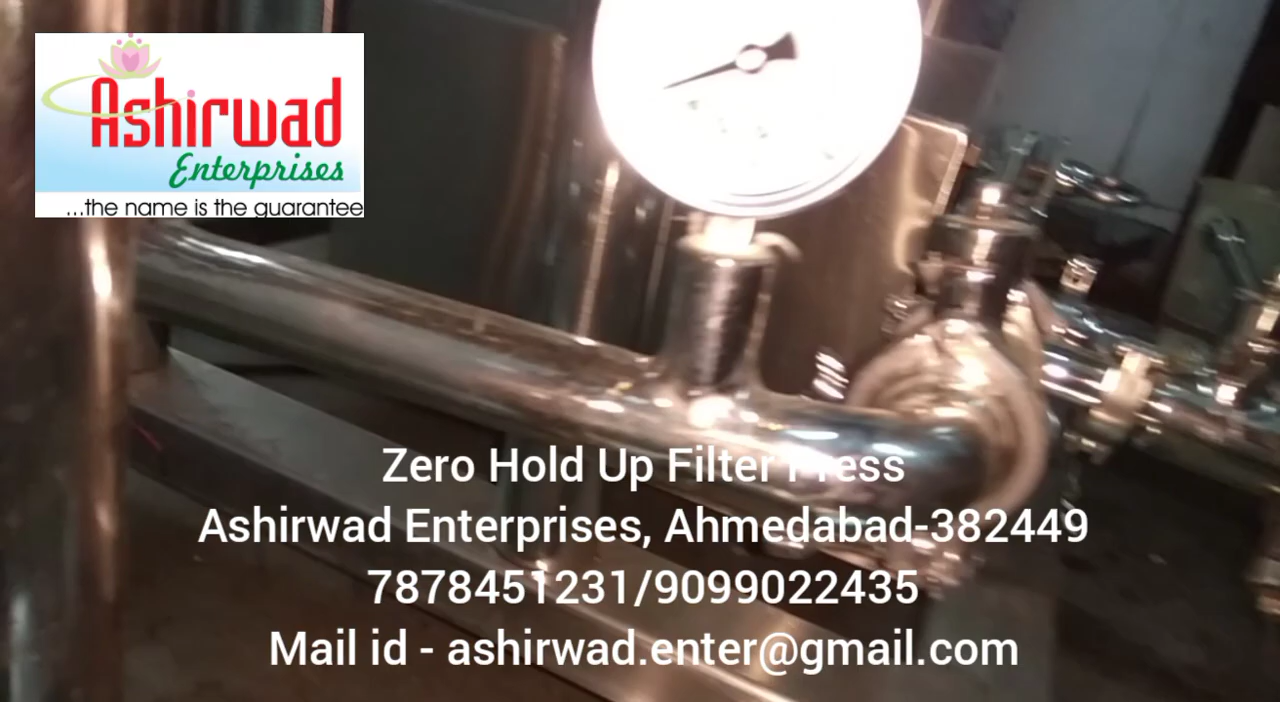 Ashirwad
Enterprises
...the name is the guarantee
Zero Hold Up Filter Press
Ashirwad Enterprises, Ahmedabad-382449
7878451231/9099022435
Mail id - ashirwad.enter@gmail.com